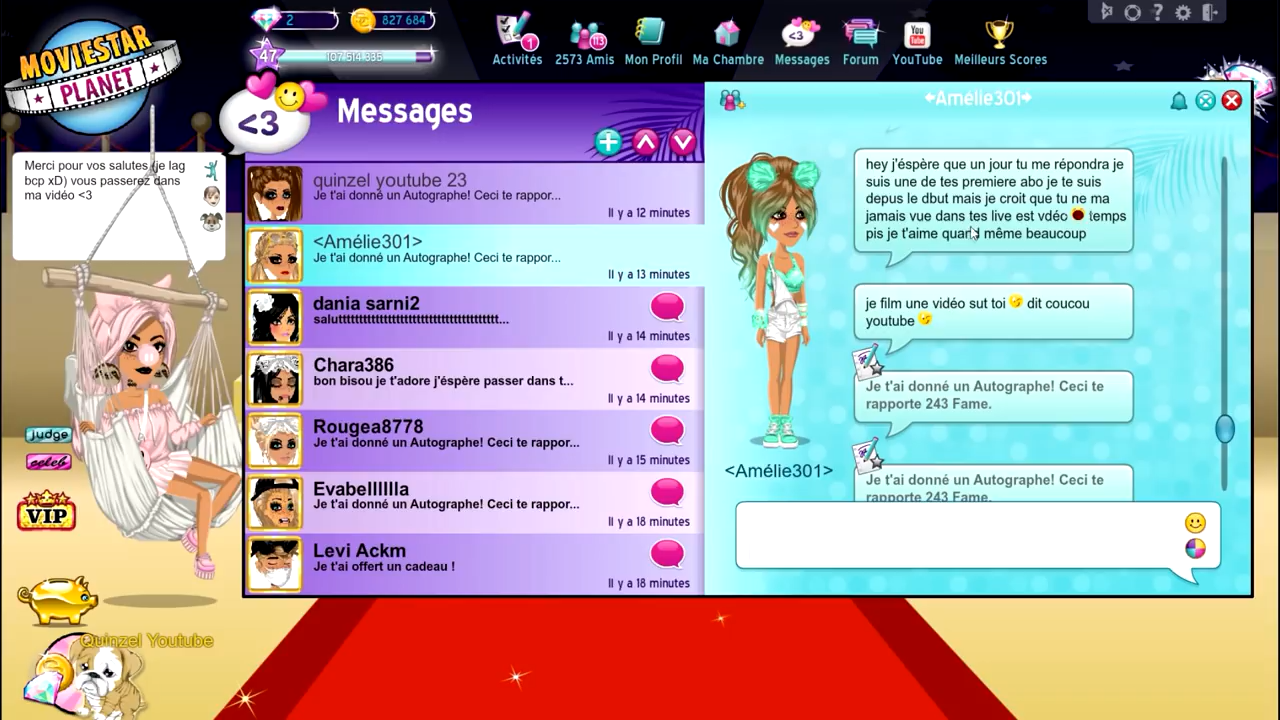 MOVIESTAR
PLANET
2
827 684
47
107 514 335
1
Activités
113
2573 Amis
Mon Profil
Ma Chambre
<3
Messages
Forum
You
Tube
YouTube
Meilleurs Scores
Merci pour vos salutes (je lag
bcp xD) vous passerez dans
ma vidéo <3
judge
celeb
VIP
Quinzel Youtube
<3
Messages
quinzel youtube 23
Je t'ai donné un Autographe! Ceci te rappor...
Il y a 12 minutes
<Amélie301>
Je t'ai donné un Autographe! Ceci te rappor...
Il y a 13 minutes
dania sarni2
Il y a 14 minutes
Chara386
bon bisou je t'adore j'éspère passer dans t...
Il y a 14 minutes
Rougea8778
Je t'ai donné un Autographe! Ceci te rappor...
Il y a 15 minutes
Je t'ai donné un Autographe! Ceci te rappor...
Il y a 18 minutes
Levi Ackm
Je t'ai offert un cadeau !
Il y a 18 minutes
Amélie301
<Amélie301>
hey j'éspère que un jour tu me répondra je
suis une de tes premiere abo je te suis
depus le dbut mais je croit que tu ne ma
jamais vue dans tes live est vdéo temps
pis je t'aime quand même beaucoup
je film une vidéo sut toi dit coucou
youtube
Je t'ai donné un Autographe! Ceci te
rapporte 243 Fame.
Je t'ai donné un Autographe! Ceci te
rapporte 243 Fame.